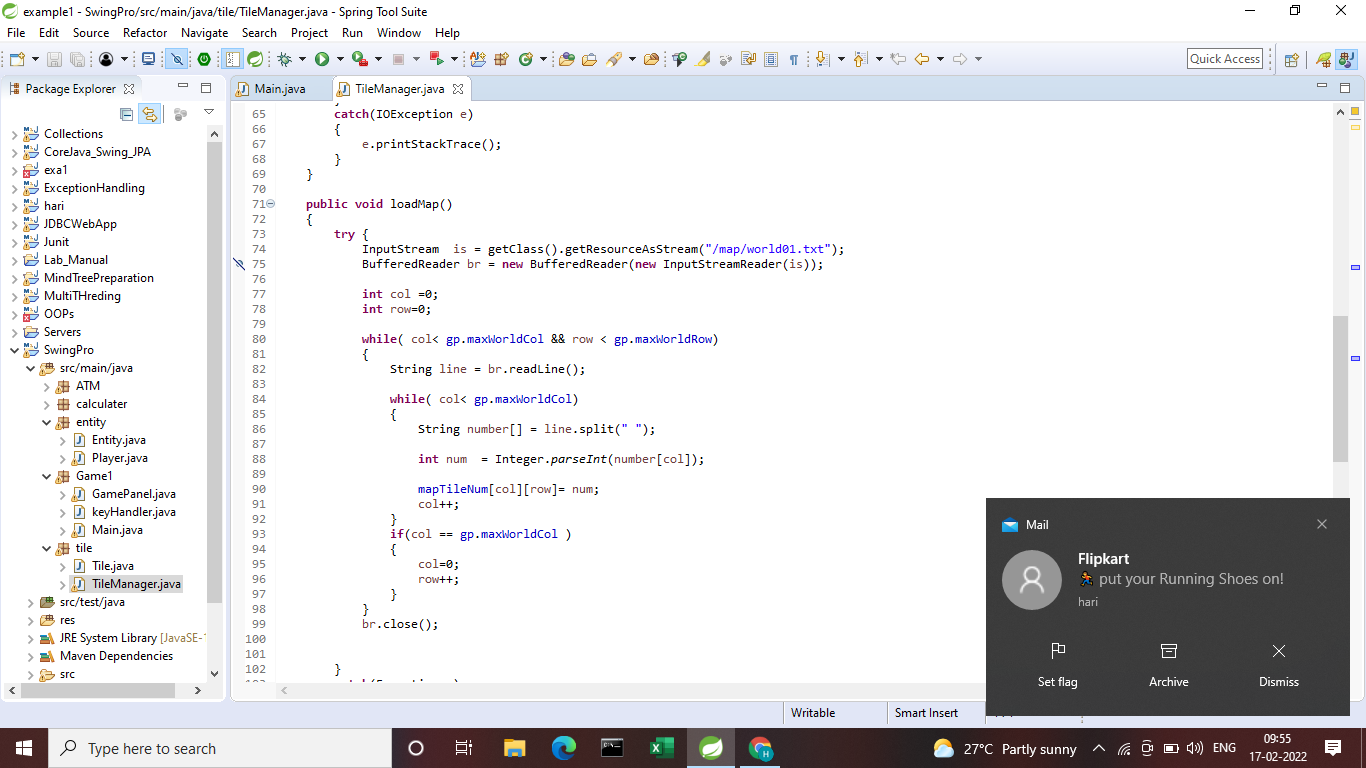 example1 - SwingPro/src/main/java/tile/TileManager.java - Spring Tool Suite
File Edit Source Refactor Navigate Search Project Run Window Help
Quick Access
Package Explorer
Main.java TileManager.java
Collections
CoreJava_Swing_JPA
exa1
ExceptionHandling
hari
JDBCWebApp
Junit
Lab_Manual
MindTreePreparation
MultiTHreding
OOPs
Servers
SwingPro
src/main/java
ATM
calculater
entity
Entity.java
Player.java
Game1
GamePanel.java
keyHandler.java
Main.java
tile
Tile.java
TileManager.java
src/test/java
res
JRE System Library [JavaSE-
Maven Dependencies
src
65 catch(IOException e)
66 {
67 e.printStackTrace();
68 }
69 }
70
71 public void loadMap()
72 {
73 try {
74 InputStream  is = getClass().getResourceAsStream("/map/world01.txt");
75 BufferedReader br = new BufferedReader(new InputStreamReader(is));
76
77 int col =0;
78 int row=0;
79
80 while( col< gp.maxWorldCol && row < gp.maxWorldRow)
81 {
82 String line = br.readLine();
83
84 while( col< gp.maxWorldCol)
85 {
86 String number[] = line.split(" ");
87
88 int num  = Integer.parseInt(number[col]);
89
90 mapTileNum[col][row]= num;
91 col++;
92 }
93 if(col == gp.maxWorldCol )
94 {
95 col=0;
96 row++;
97 }
98 }
99 br.close();
100
101
102 }
Mail
Flipkart
put your Running Shoes on!
hari
Set flag Archive Dismiss
Writable Smart Insert
Type here to search
27°C Partly sunny
ENG
09:55
17-02-2022